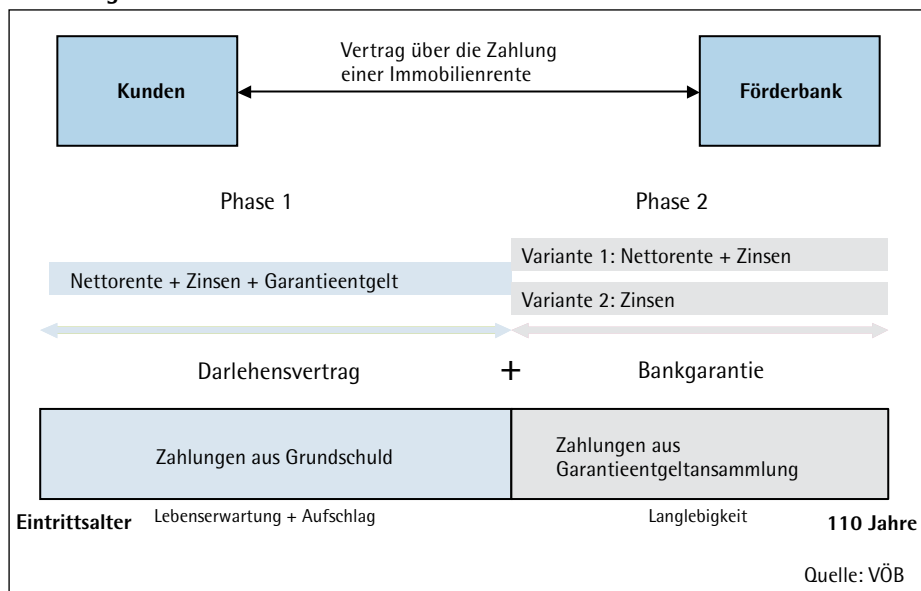 Vertrag über die Zahlung
einer Immobilienrente
Kunden
Förderbank
Phase 1
Phase 2
Nettorente + Zinsen + Garantieentgelt
Variante 1: Nettorente + Zinsen
Variante 2: Zinsen
Darlehensvertrag
+
Bankgarantie
Zahlungen aus Grundschuld
Zahlungen aus
Garantieentgeltansammlung
Eintrittsalter
Lebenserwartung + Aufschlag
Langlebigkeit
110 Jahre
Quelle: VÖB